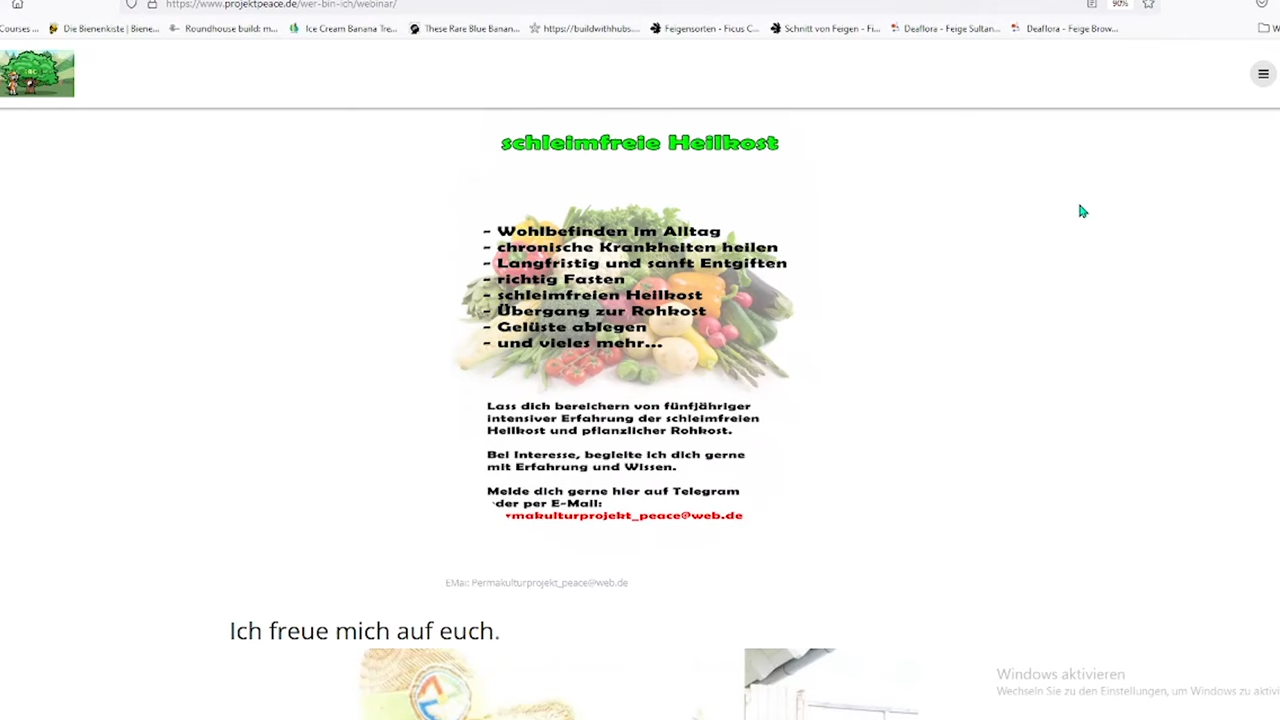 https://www.projektpeace.de/wer-bin-ich/webinar/
90%
Courses ...
Die Bienenkiste | Biene...
Roundhouse build: m...
Ice Cream Banana Tre...
These Rare Blue Banan...
https://buildwithhubs....
Feigensorten - Ficus C...
Schnitt von Feigen - Fi...
Deaflora - Feige Sultan...
Deaflora - Feige Brow...
schleimfreie Heilkost
- Wohlbefinden im Alltag
- chronische Krankheiten heilen
- Langfristig und sanft Entgiften
- richtig Fasten
- schleimfreien Heilkost
- Übergang zur Rohkost
- Gelüste ablegen
- und vieles mehr...
Lass dich bereichern von fünfjähriger
intensiver Erfahrung der schleimfreien
Heilkost und pflanzlicher Rohkost.
Bei Interesse, begleite ich dich gerne
mit Erfahrung und Wissen.
Melde dich gerne hier auf Telegram
der per E-Mail:
makulturprojekt_peace@web.de
EMai: Permakulturprojekt_peace@web.de
Ich freue mich auf euch.
Windows aktivieren
Wechseln Sie zu den Einstellungen, um Windows zu aktivi